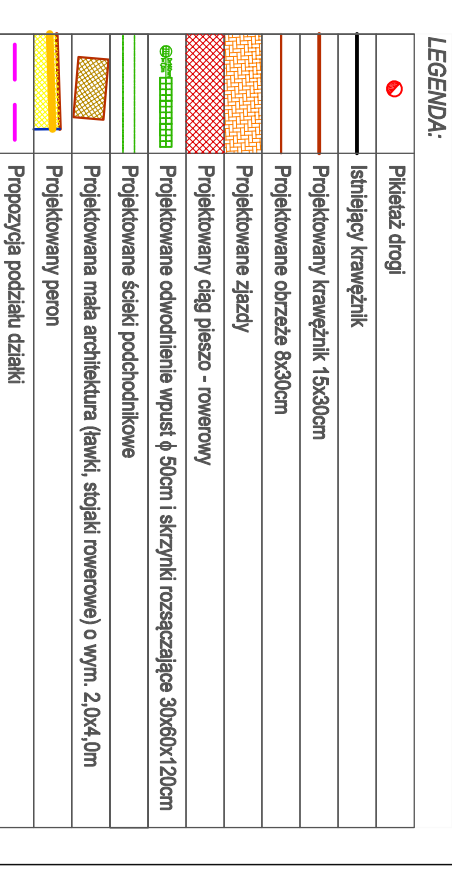 LEGENDA:
Pikietaż drogi
Istniejący krawężnik
Projektowany krawężnik 15x30cm
Projektowane obrzeże 8x30cm
Projektowane zjazdy
Projektowany ciąg pieszo - rowerowy
Projektowane odwodnienie wpust ϕ 50cm i skrzynki rozsączające 30x60x120cm
Projektowane ścieki podchodnikowe
Projektowana mała architektura (ławki, stojaki rowerowe) o wym. 2,0x4,0m
Projektowany peron
Propozycja podziału działki